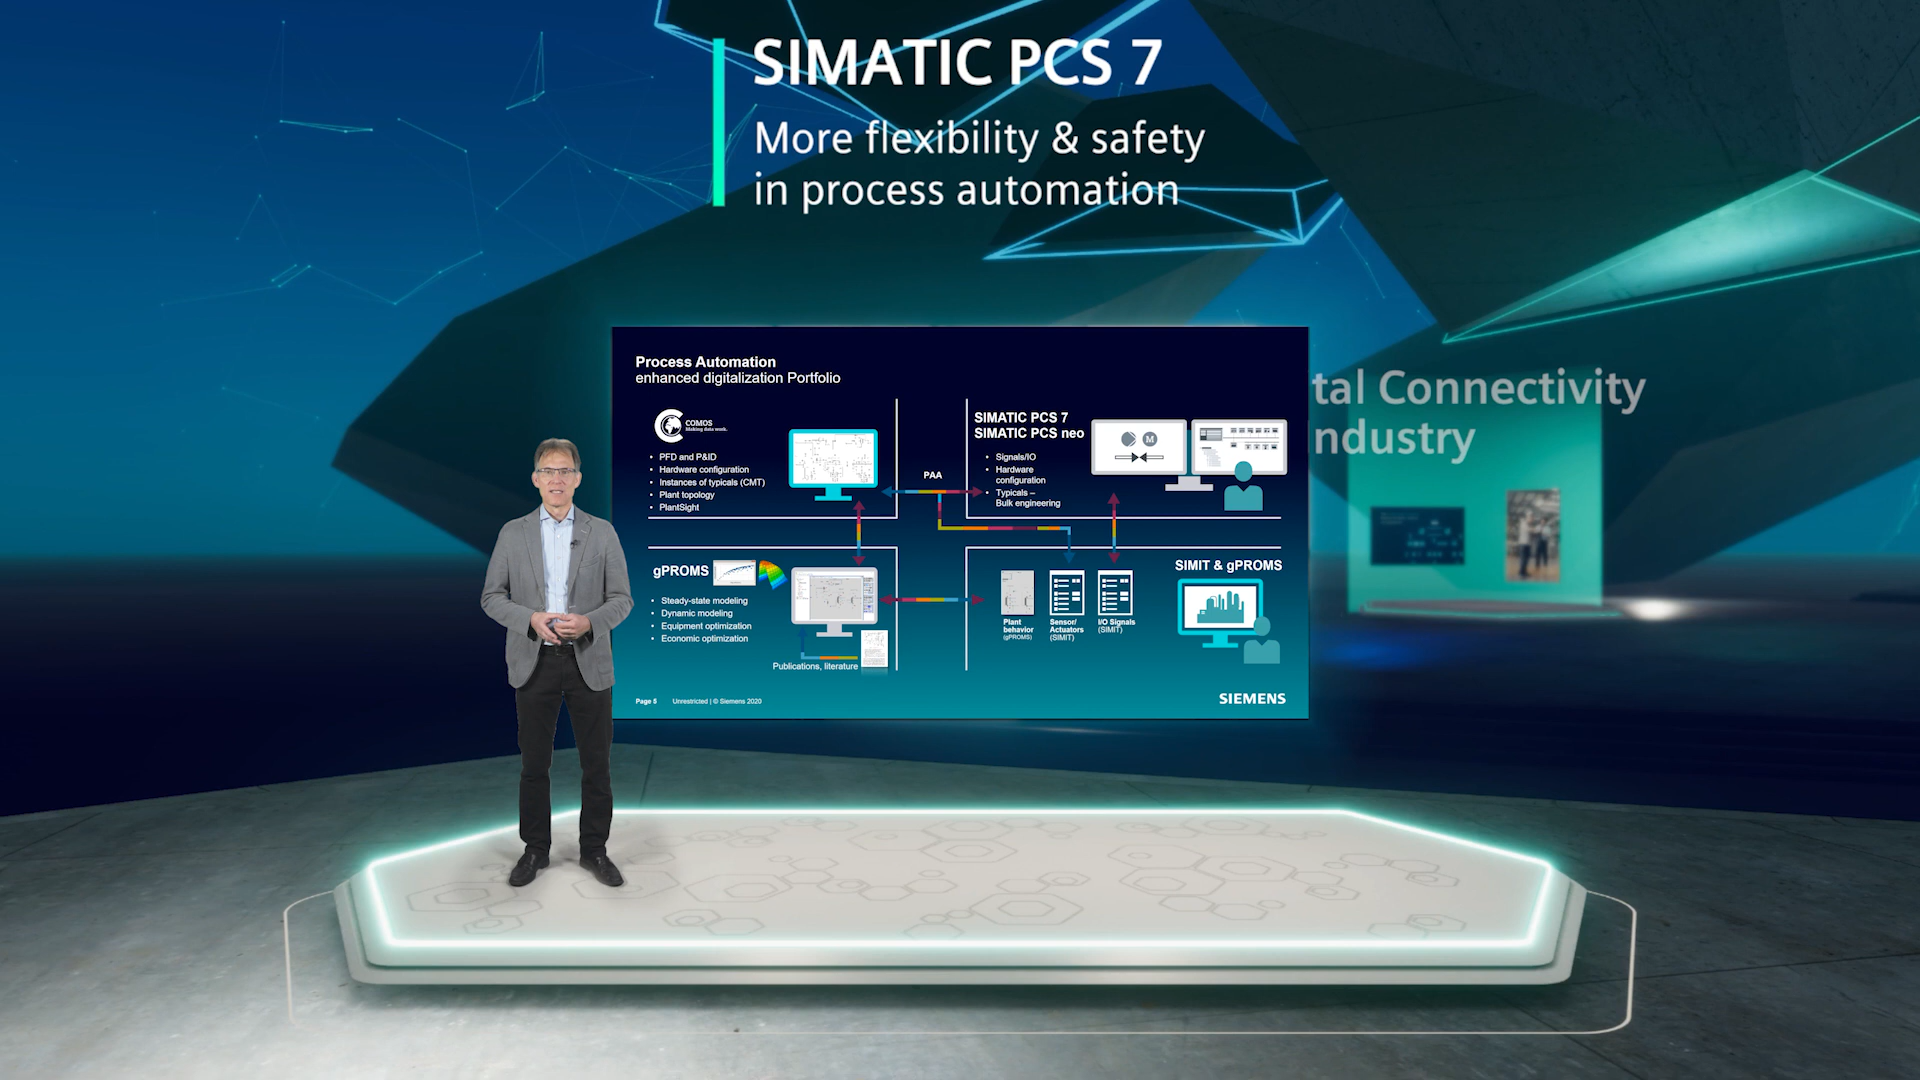 SIMATIC PCS 7
More flexibility & safety
in process automation
tal Connectivity
ndustry
Process Automation
enhanced digitalization Portfolio
COMOS
Making data work.
• PFD and P&ID
• Hardware configuration
• Instances of typicals (CMT)
• Plant topology
• PlantSight
PAA
SIMATIC PCS 7
SIMATIC PCS neo
• Signals/IO
• Hardware
configuration
• Typicals –
Bulk engineering
M
gPROMS
• Steady-state modeling
• Dynamic modeling
• Equipment optimization
• Economic optimization
Publications, literature
SIMIT & gPROMS
Plant
behavior
(gPROMS)
Sensor/
Actuators
(SIMIT)
I/O Signals
(SIMIT)
Page 5 Unrestricted | © Siemens 2020
SIEMENS